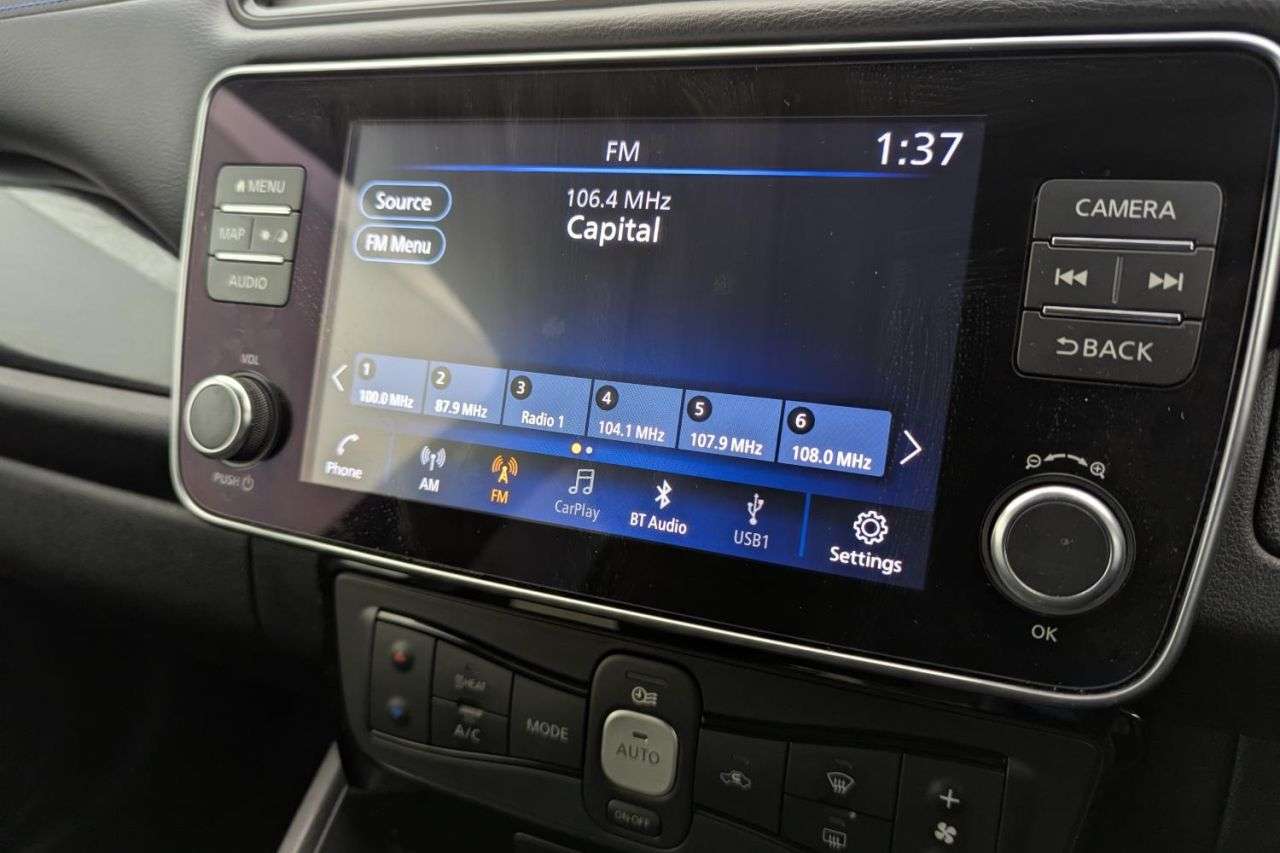 FM
1:37
MENU
MAP
AUDIO
VOL
PUSH
Source
FM Menu
106.4 MHz
Capital
1
100.0 MHz
2
87.9 MHz
3
Radio 1
4
104.1 MHz
5
107.9 MHz
6
108.0 MHz
Phone
AM
FM
CarPlay
BT Audio
USB1
Settings
CAMERA
BACK
OK
HEAT
A/C
MODE
AUTO
ON·OFF